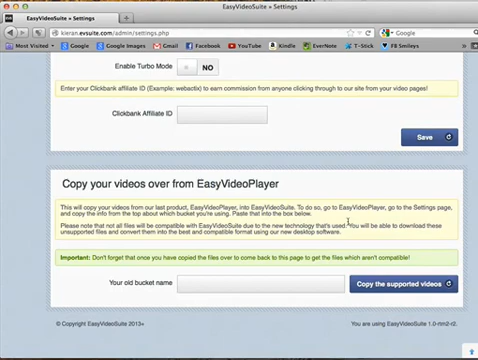 EasyVideoSuite » Settings
EasyVideoSuite » Settings
kieran.evsuite.com/admin/settings.php
Google
Most Visited
Google
Google Images
Gmail
Facebook
YouTube
Kindle
EverNote
T-Stick
FB Smileys
Enable Turbo Mode
NO
Enter your Clickbank affiliate ID (Example: webactix) to earn commission from anyone clicking through to our site from your video pages!
Clickbank Affiliate ID
Save
Copy your videos over from EasyVideoPlayer
This will copy your videos from our last product, EasyVideoPlayer, into EasyVideoSuite. To do so, go to EasyVideoPlayer, go to the Settings page,
and copy the info from the top about which bucket you're using. Paste that into the box below.
Please note that not all files will be compatible with EasyVideoSuite due to the new technology that's used. You will be able to download these
unsupported files and convert them into the best and compatible format using our new desktop software.
Important: Don't forget that once you have copied the files over to come back to this page to get the files which aren't compatible!
Your old bucket name
Copy the supported videos
© Copyright EasyVideoSuite 2013+
You are using EasyVideoSuite 1.0-rnr2-r2.